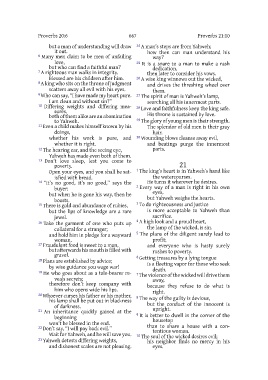 Proverbs 20:6
667
Proverbs 21:10
but a man of understanding will draw
it out.
6 Many men claim to be men of unfailing
love,
but who can find a faithful man?
7 A righteous man walks in integrity.
blessed are his children after him.
8 A king who sits on the throne of judgment
scatters away all evil with his eyes.
9 Who can say, “I have made my heart pure.
I am clean and without sin?”
10 Differing weights and differing mea-
sures,
both of them alike are an abomination
to Yahweh.
11 Even a child makes himself known by his
doings,
whether his work is pure, and
whether it is right.
12 The hearing ear, and the seeing eye,
Yahweh has made even both of them.
13 Don’t love sleep, lest you come to
poverty.
Open your eyes, and you shall be sat-
isfied with bread.
14 “It’s no good, it’s no good,” says the
buyer;
but when he is gone his way, then he
boasts.
15 There is gold and abundance of rubies,
but the lips of knowledge are a rare
jewel.
16 Take the garment of one who puts up
collateral for a stranger;
and hold him in pledge for a wayward
woman.
17 Fraudulent food is sweet to a man,
but afterwards his mouth is filled with
gravel.
18 Plans are established by advice;
by wise guidance you wage war!
19 He who goes about as a tale-bearer re-
veals secrets;
therefore don’t keep company with
him who opens wide his lips.
20 Whoever curses his father or his mother,
his lamp shall be put out in blackness
of darkness.
21 An inheritance quickly gained at the
beginning
won’t be blessed in the end.
22 Don’t say, “I will pay back evil.”
Wait for Yahweh, and he will save you.
23 Yahweh detests differing weights,
and dishonest scales are not pleasing.
24 A man’s steps are from Yahweh;
how then can man understand his
way?
25 It is a snare to a man to make a rash
dedication,
then later to consider his vows.
26 A wise king winnows out the wicked,
and drives the threshing wheel over
them.
27 The spirit of man is Yahweh’s lamp,
searching all his innermost parts.
28 Love and faithfulness keep the king safe.
His throne is sustained by love.
29 The glory of young men is their strength.
The splendor of old men is their gray
hair.
30 Wounding blows cleanse away evil,
and beatings purge the innermost
parts.
21
1 The king’s heart is in Yahweh’s hand like
the watercourses.
He turns it wherever he desires.
2 Every way of a man is right in his own
eyes,
but Yahweh weighs the hearts.
3 To do righteousness and justice
is more acceptable to Yahweh than
sacrifice.
4 A high look and a proud heart,
the lamp of the wicked, is sin.
5 The plans of the diligent surely lead to
profit;
and everyone who is hasty surely
rushes to poverty.
6 Getting treasures by a lying tongue
is a fleeting vapor for those who seek
death.
7 The violence of the wicked will drive them
away,
because they refuse to do what is
right.
8 The way of the guilty is devious,
but the conduct of the innocent is
upright.
9 It is better to dwell in the corner of the
housetop
than to share a house with a con-
tentious woman.
10 The soul of the wicked desires evil;
his neighbor finds no mercy in his
eyes.